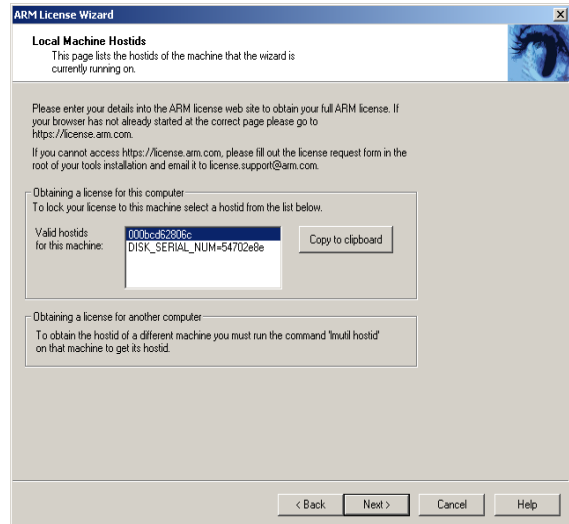 ARM License Wizard
Local Machine Hostids
This page lists the hostids of the machine that the wizard is
currently running on.
Please enter your details into the ARM license web site to obtain your full ARM license. If
your browser has not already started at the correct page please go to
https://license.arm.com.
If you cannot access https://license.arm.com, please fill out the license request form in the
root of your tools installation and email it to license.support@arm.com.
Obtaining a license for this computer
To lock your license to this machine select a hostid from the list below.
Valid hostids
for this machine:
000bcd62806c
DISK_SERIAL_NUM=54702e8e
Copy to clipboard
Obtaining a license for another computer
To obtain the hostid of a different machine you must run the command 'lmutil hostid'
on that machine to get its hostid.
< Back
Next >
Cancel
Help